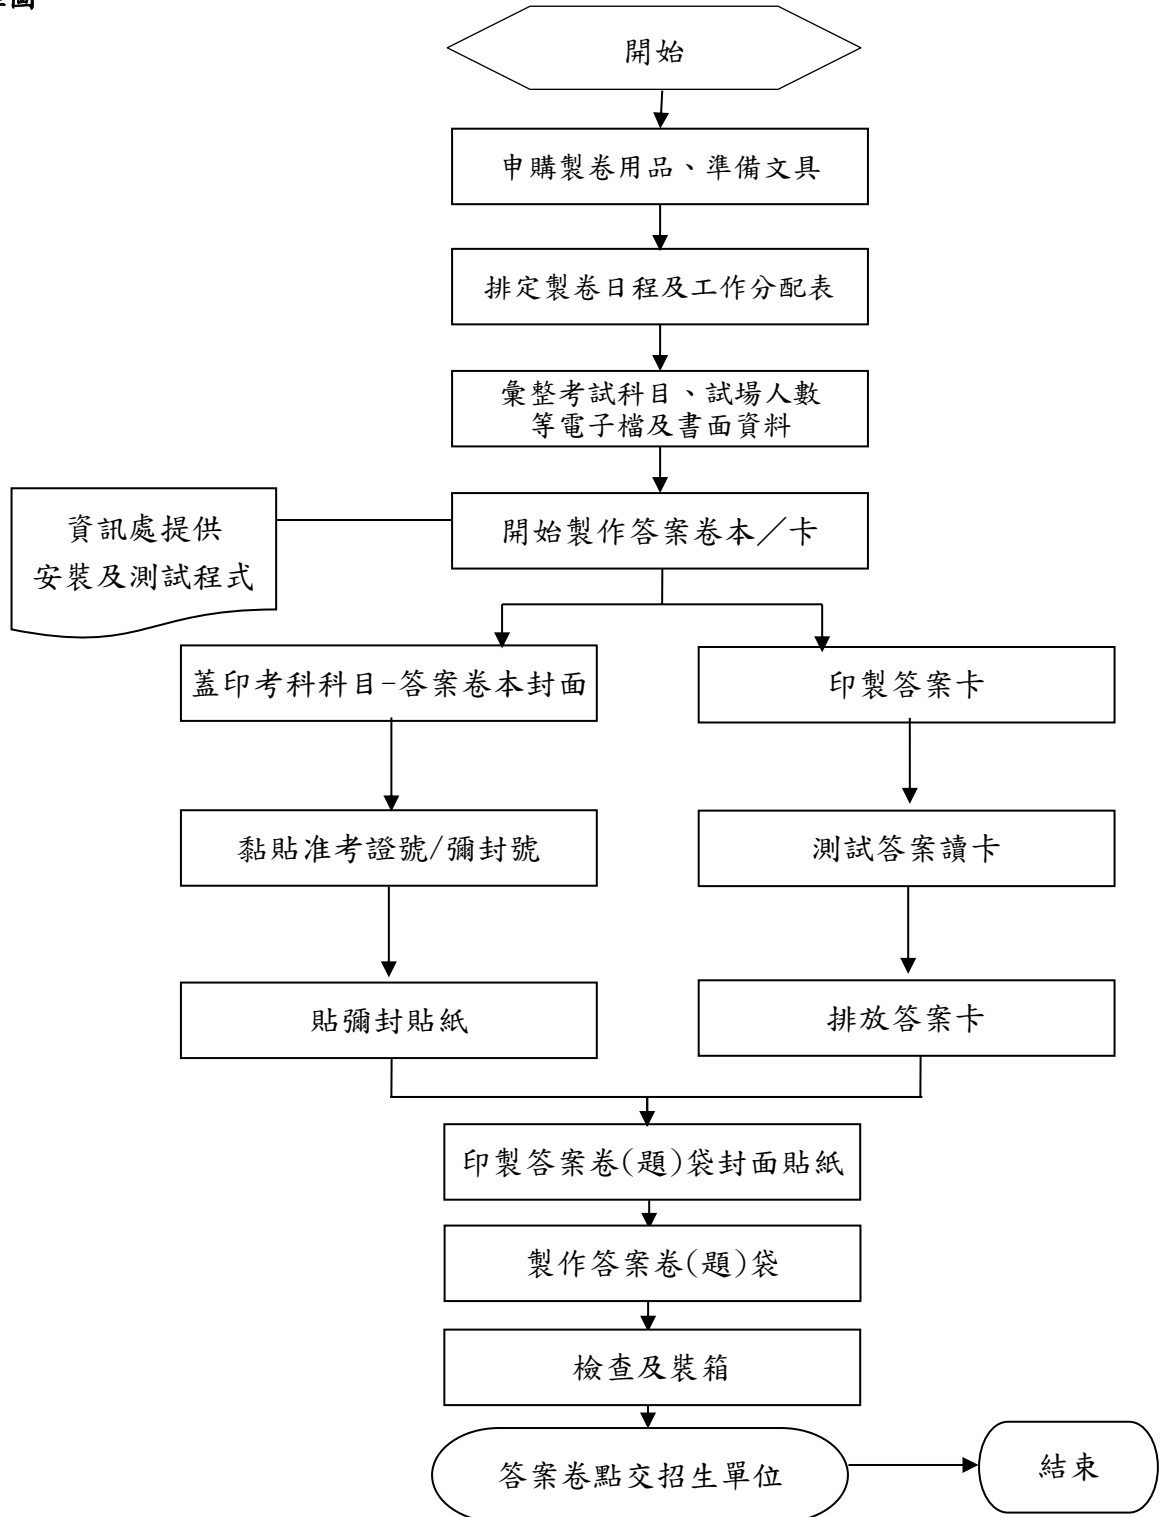 圖
開始
申購製卷用品、準備文具
排定製卷日程及工作分配表
彙整考試科目、試場人數
等電子檔及書面資料
資訊處提供
安裝及測試程式
開始製作答案卷本／卡
蓋印考科科目-答案卷本封面
印製答案卡
黏貼准考證號/彌封號
測試答案讀卡
貼彌封貼紙
排放答案卡
印製答案卷(題)袋封面貼紙
製作答案卷(題)袋
檢查及裝箱
答案卷點交招生單位
結束